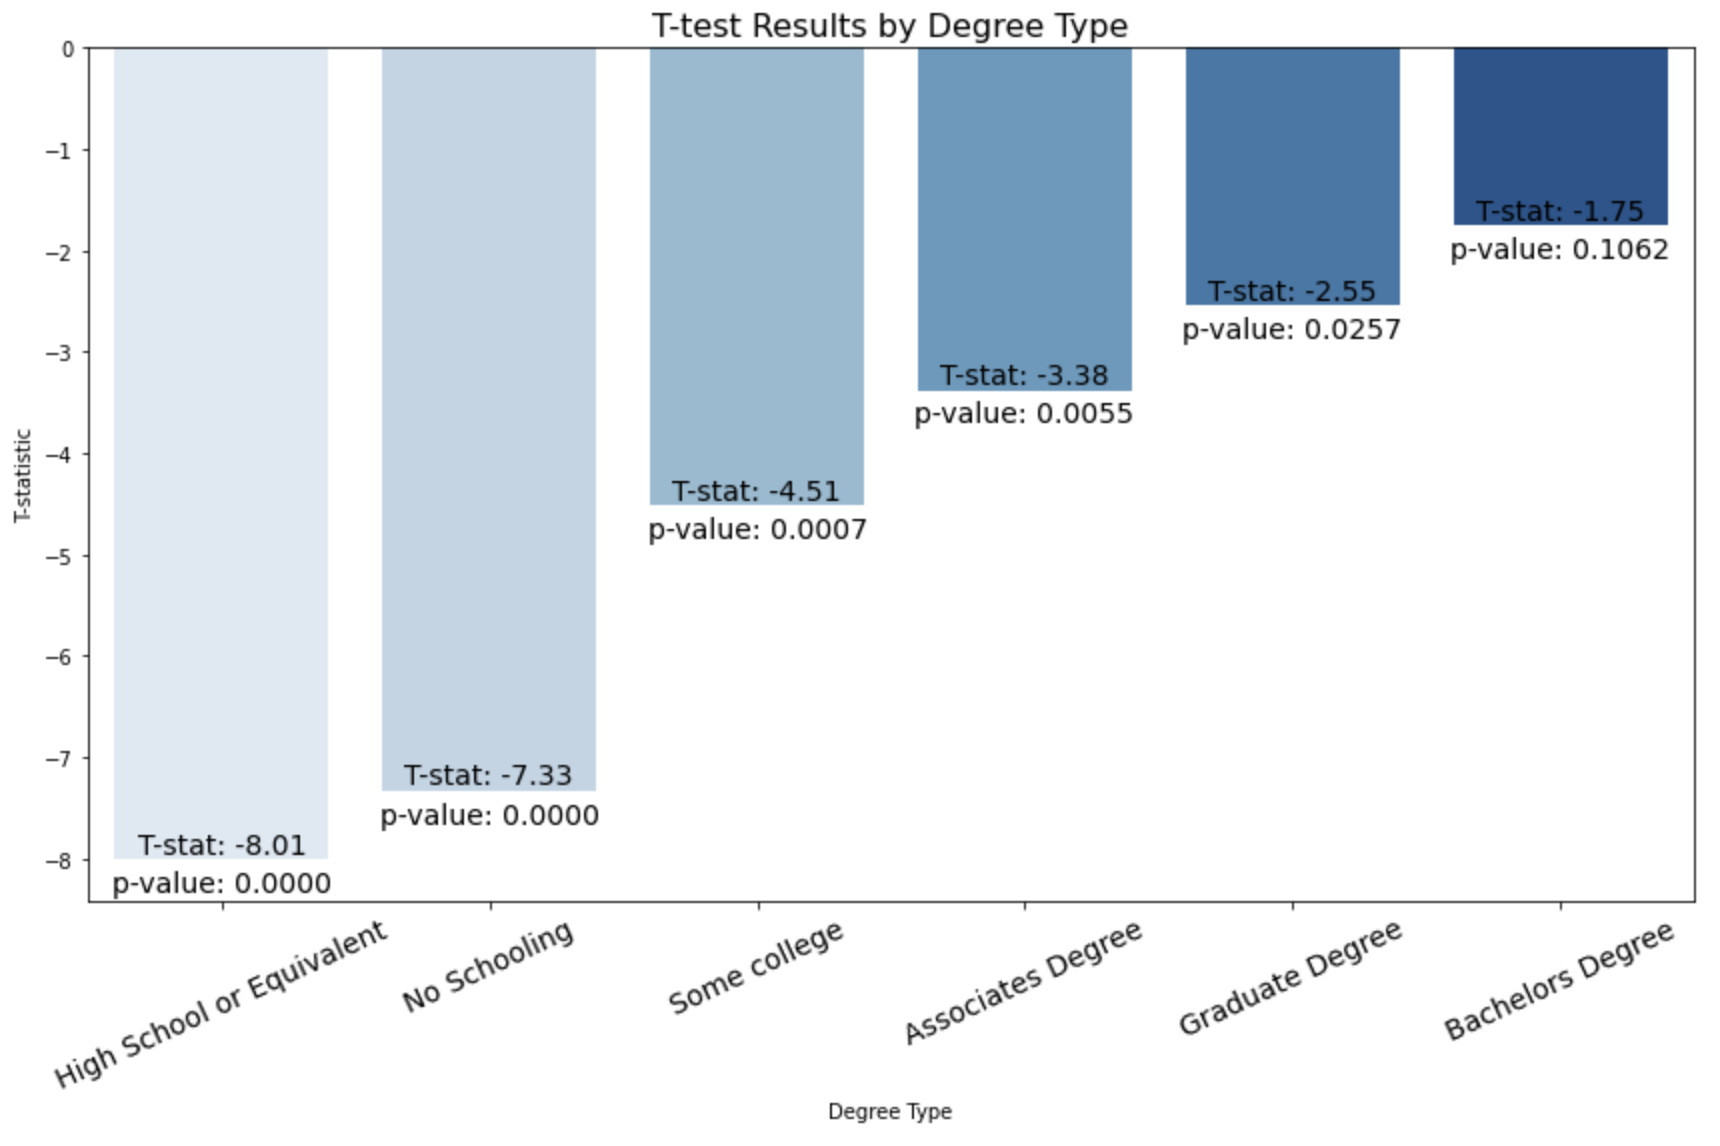 T-test Results by Degree Type
T-statistic
0
−1
−2
−3
−4
−5
−6
−7
−8
T-stat: -8.01
p-value: 0.0000
T-stat: -7.33
p-value: 0.0000
T-stat: -4.51
p-value: 0.0007
T-stat: -3.38
p-value: 0.0055
T-stat: -2.55
p-value: 0.0257
T-stat: -1.75
p-value: 0.1062
High School or Equivalent
No Schooling
Some college
Associates Degree
Graduate Degree
Bachelors Degree
Degree Type